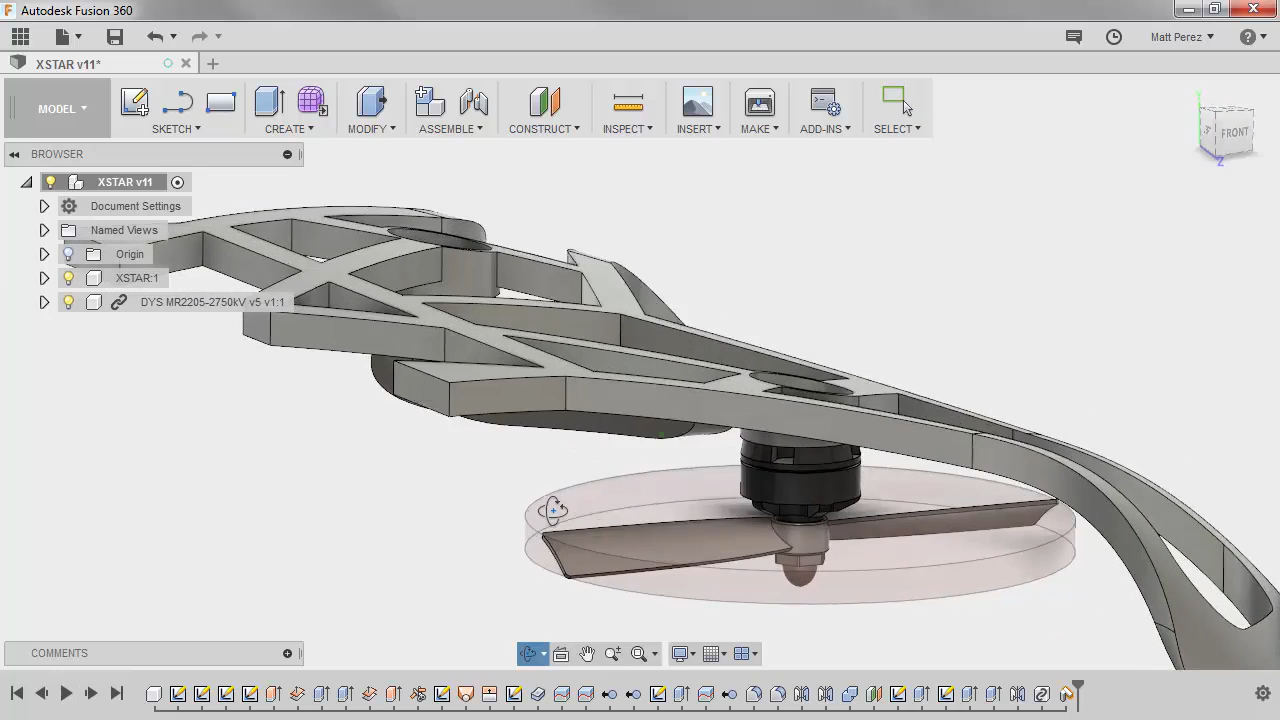 Autodesk Fusion 360
Matt Perez
XSTAR v11*
MODEL
SKETCH
CREATE
MODIFY
ASSEMBLE
CONSTRUCT
INSPECT
INSERT
MAKE
ADD-INS
SELECT
FRONT
Y
Z
BROWSER
XSTAR v11
Document Settings
Named Views
Origin
XSTAR:1
DYS MR2205-2750kV v5 v1:1
COMMENTS